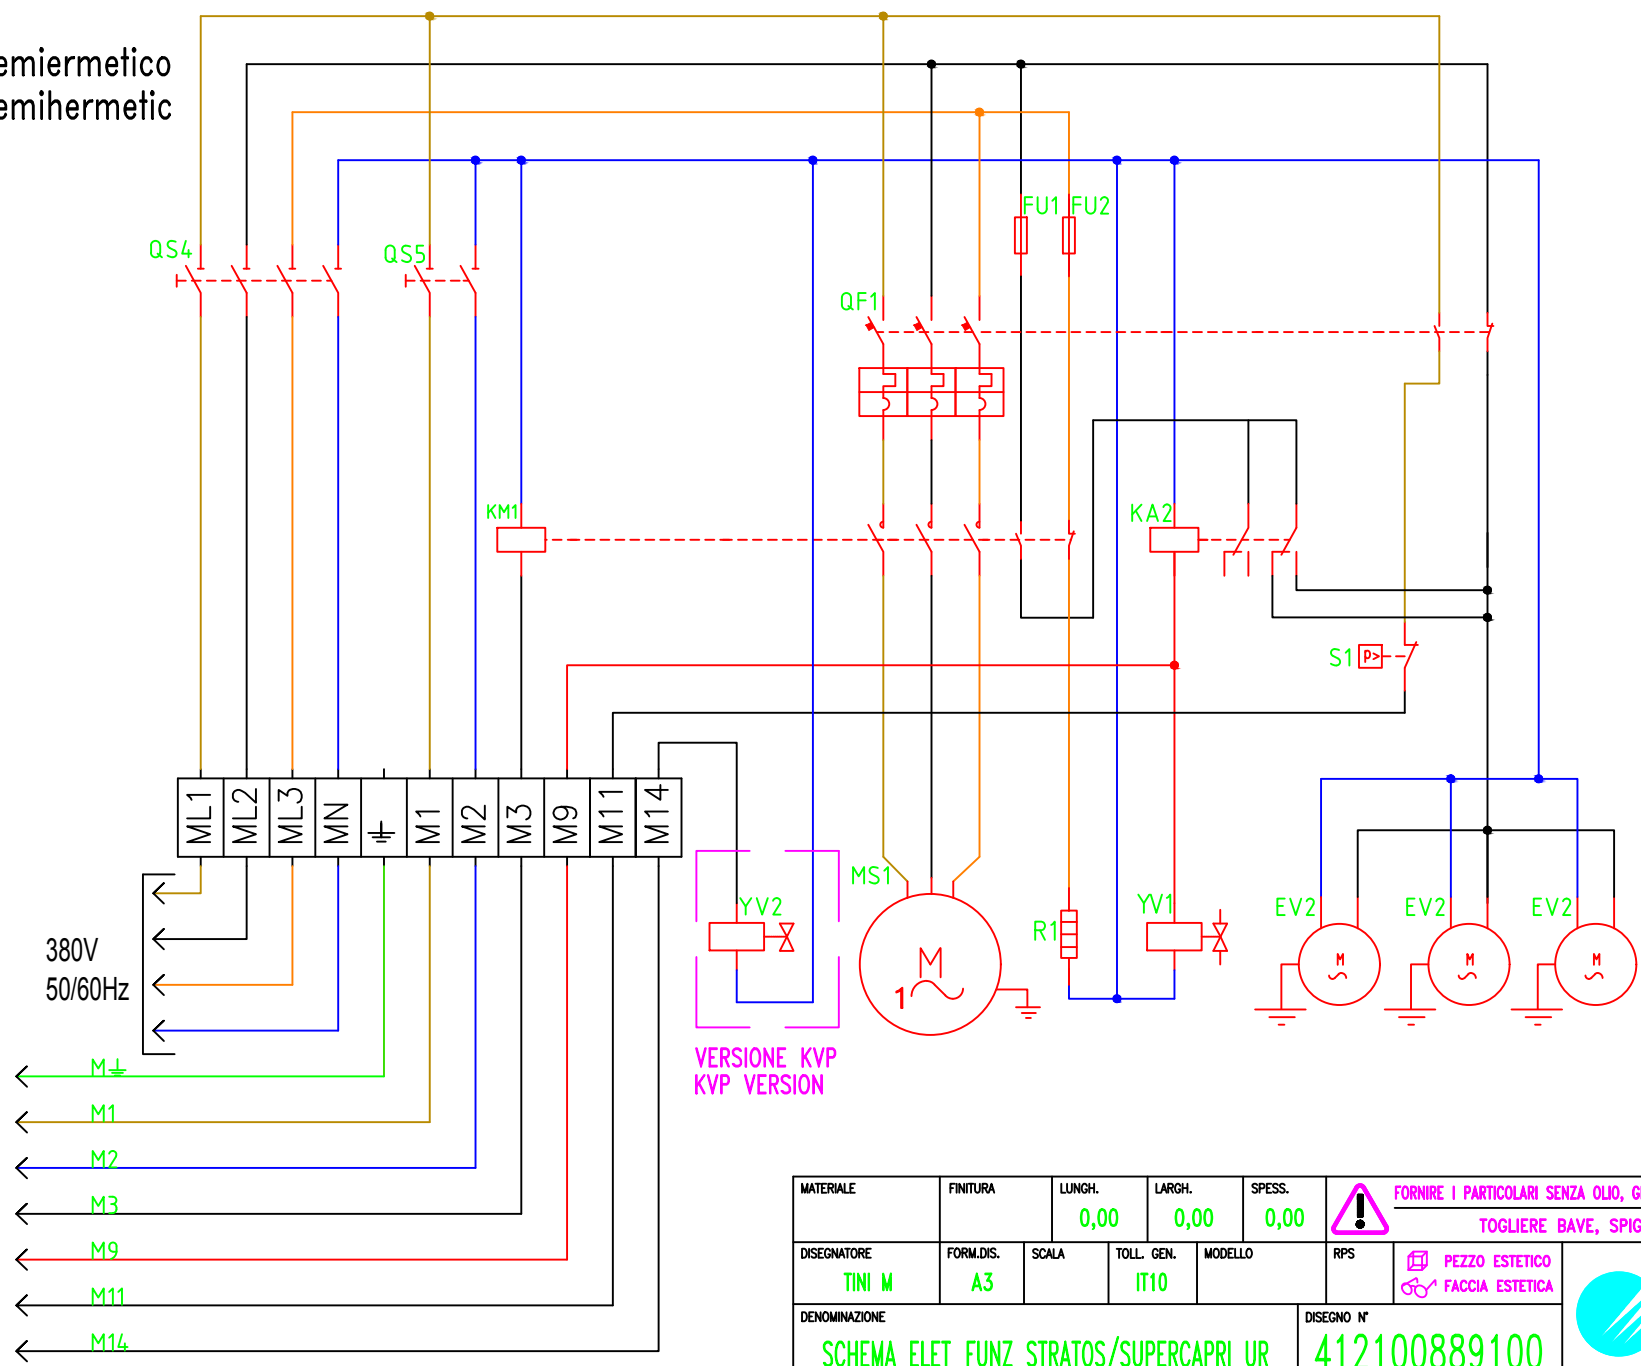 emiermetico
emihermetic
QS4
QS5
FU1
FU2
QF1
KM1
KA2
S1
P>
ML1
ML2
ML3
MN
M1
M2
M3
M9
M11
M14
380V
50/60Hz
YV2
MS1
M
1
R1
YV1
EV2
EV2
EV2
M
M
M
VERSIONE KVP
KVP VERSION
M
M1
M2
M3
M9
M11
M14
MATERIALE
FINITURA
LUNGH.
0,00
LARGH.
0,00
SPESS.
0,00
FORNIRE I PARTICOLARI SENZA OLIO,
TOGLIERE BAVE,
DISEGNATORE
TINI M
FORM.DIS.
A3
SCALA
TOLL. GEN.
IT10
MODELLO
RPS
PEZZO ESTETICO
FACCIA ESTETICA
DENOMINAZIONE
SCHEMA ELET FUNZ STRATOS/SUPERCAPRI UR
DISEGNO N°
412100889100